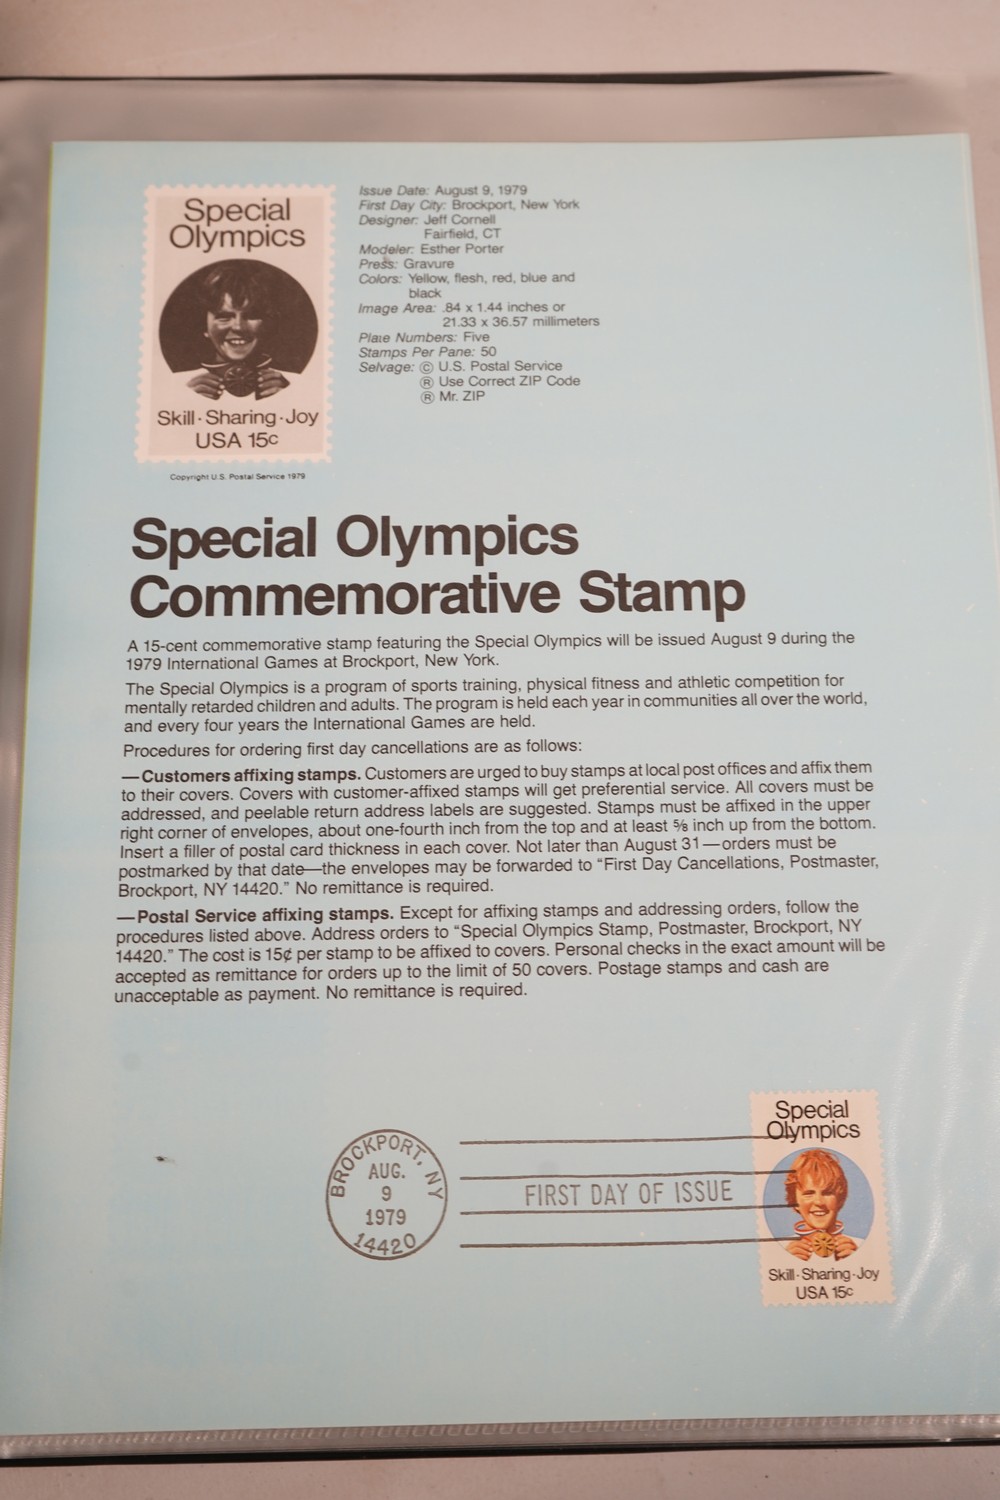 Special
Olympics
Skill·Sharing·Joy
USA 15c
Copyright U.S. Postal Service 1979
Issue Date: August 9, 1979
First Day City: Brockport, New York
Designer: Jeff Cornell
Fairfield, CT
Modeler: Esther Porter
Press: Gravure
Colors: Yellow, flesh, red, blue and
black
Image Area: .84 x 1.44 inches or
21.33 x 36.57 millimeters
Plate Numbers: Five
Stamps Per Pane: 50
Selvage: Ⓒ U.S. Postal Service
Ⓡ Use Correct ZIP Code
Ⓡ Mr. ZIP
Special Olympics
Commemorative Stamp
A 15-cent commemorative stamp featuring the Special Olympics will be issued August 9 during the
1979 International Games at Brockport, New York.
The Special Olympics is a program of sports training, physical fitness and athletic competition for
mentally retarded children and adults. The program is held each year in communities all over the world,
and every four years the International Games are held.
Procedures for ordering first day cancellations are as follows:
—Customers affixing stamps. Customers are urged to buy stamps at local post offices and affix them
to their covers. Covers with customer-affixed stamps will get preferential service. All covers must be
addressed, and peelable return address labels are suggested. Stamps must be affixed in the upper
right corner of envelopes, about one-fourth inch from the top and at least ⅝ inch up from the bottom.
Insert a filler of postal card thickness in each cover. Not later than August 31—orders must be
postmarked by that date—the envelopes may be forwarded to “First Day Cancellations, Postmaster,
Brockport, NY 14420.” No remittance is required.
—Postal Service affixing stamps. Except for affixing stamps and addressing orders, follow the
procedures listed above. Address orders to “Special Olympics Stamp, Postmaster, Brockport, NY
14420.” The cost is 15¢ per stamp to be affixed to covers. Personal checks in the exact amount will be
accepted as remittance for orders up to the limit of 50 covers. Postage stamps and cash are
unacceptable as payment. No remittance is required.
BROCKPORT, NY
AUG.
9
1979
14420
FIRST DAY OF ISSUE
Special
Olympics
Skill·Sharing·Joy
USA 15c